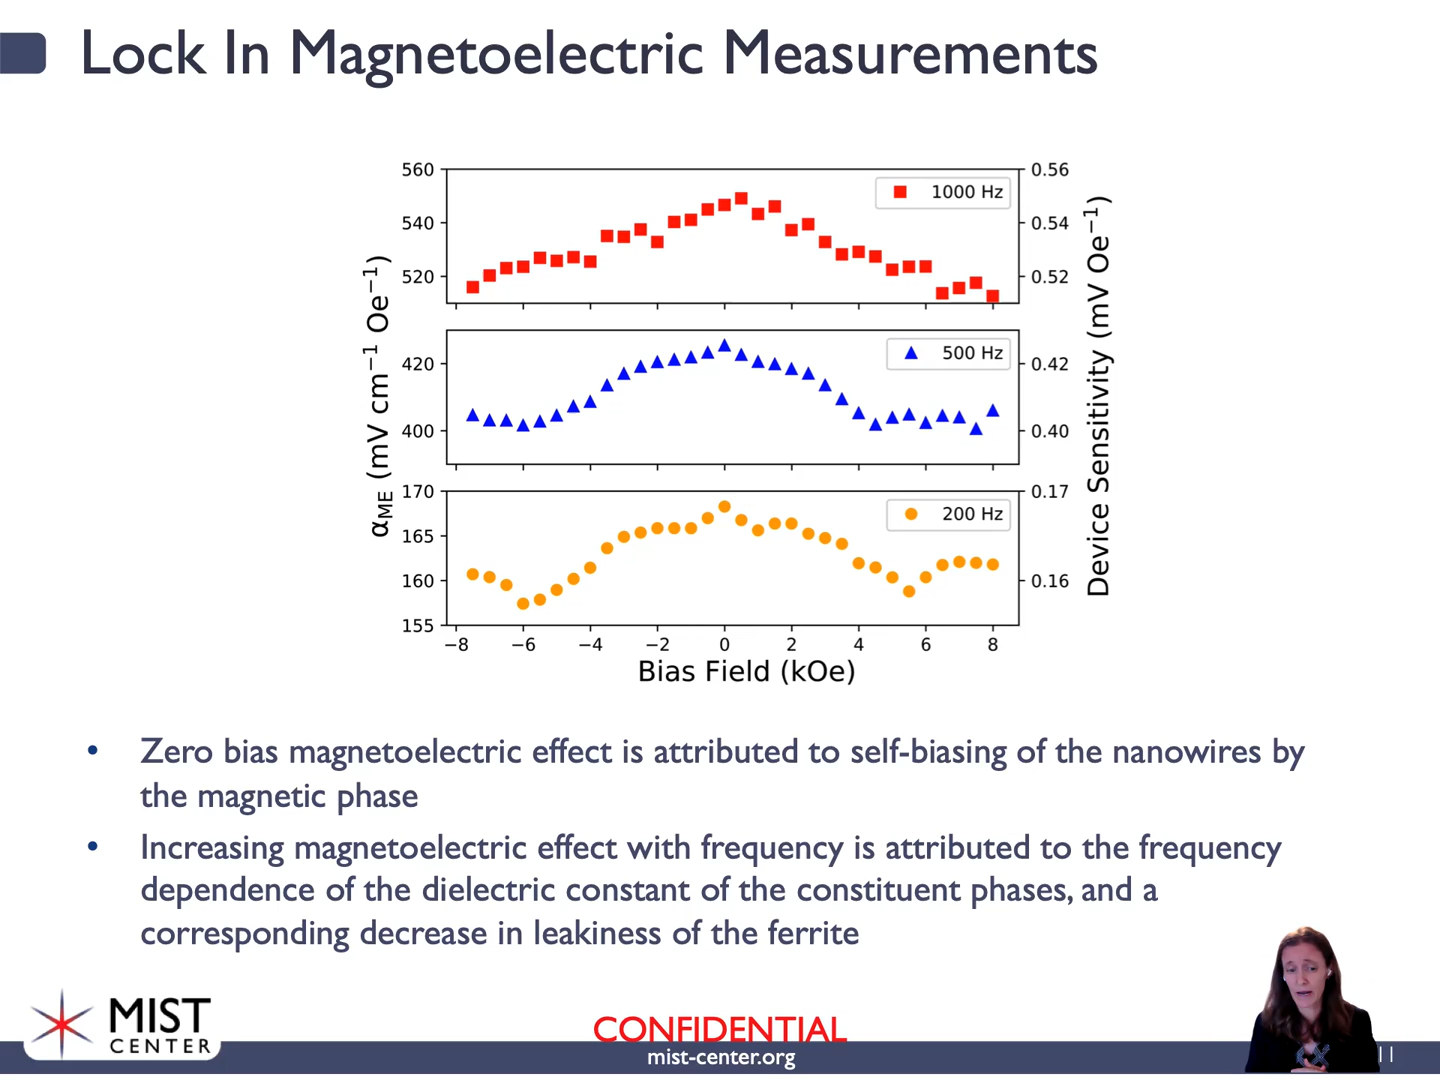 Lock In Magnetoelectric Measurements
560
540
520
1000 Hz
0.56
0.54
0.52
420
400
500 Hz
0.42
0.40
170
165
160
155
200 Hz
0.17
0.16
α_ME (mV cm⁻¹ Oe⁻¹)
Device Sensitivity (mV Oe⁻¹)
−8 −6 −4 −2 0 2 4 6 8
Bias Field (kOe)
• Zero bias magnetoelectric effect is attributed to self-biasing of the nanowires by
the magnetic phase
• Increasing magnetoelectric effect with frequency is attributed to the frequency
dependence of the dielectric constant of the constituent phases, and a
corresponding decrease in leakiness of the ferrite
MIST
CENTER
CONFIDENTIAL
mist-center.org
11